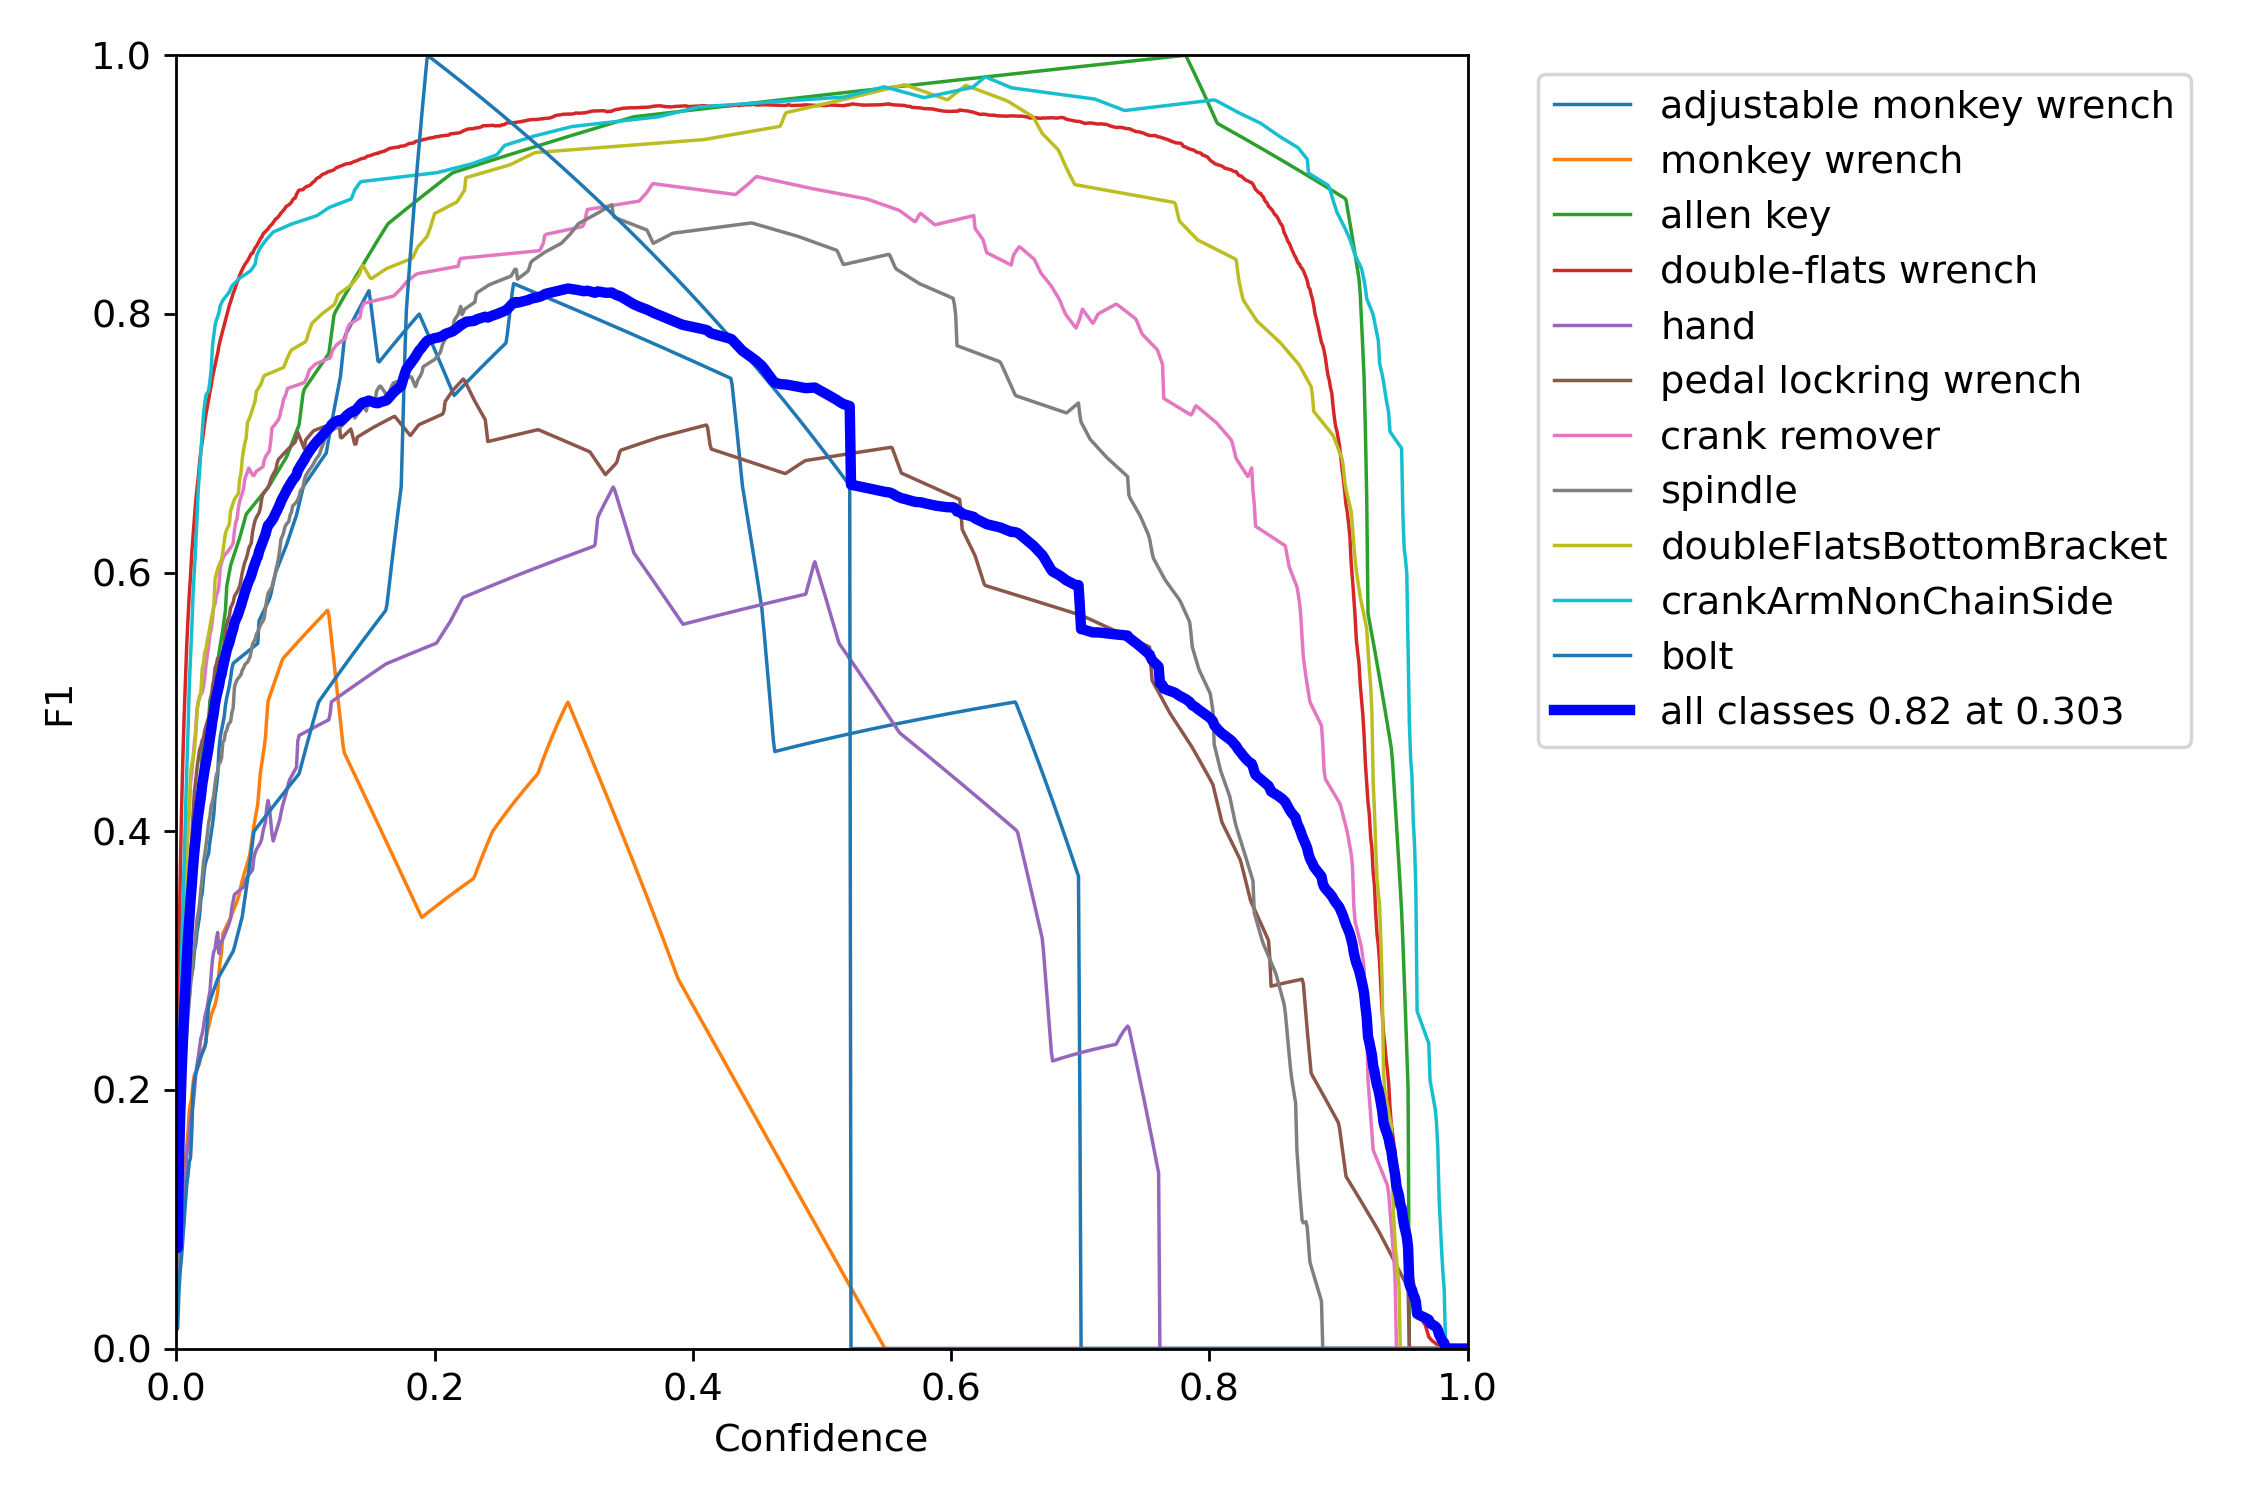 1.0
0.8
0.6
0.4
0.2
0.0
F1
0.0 0.2 0.4 0.6 0.8 1.0
Confidence
adjustable monkey wrench
monkey wrench
allen key
double-flats wrench
hand
pedal lockring wrench
crank remover
spindle
doubleFlatsBottomBracket
crankArmNonChainSide
bolt
all classes 0.82 at 0.303